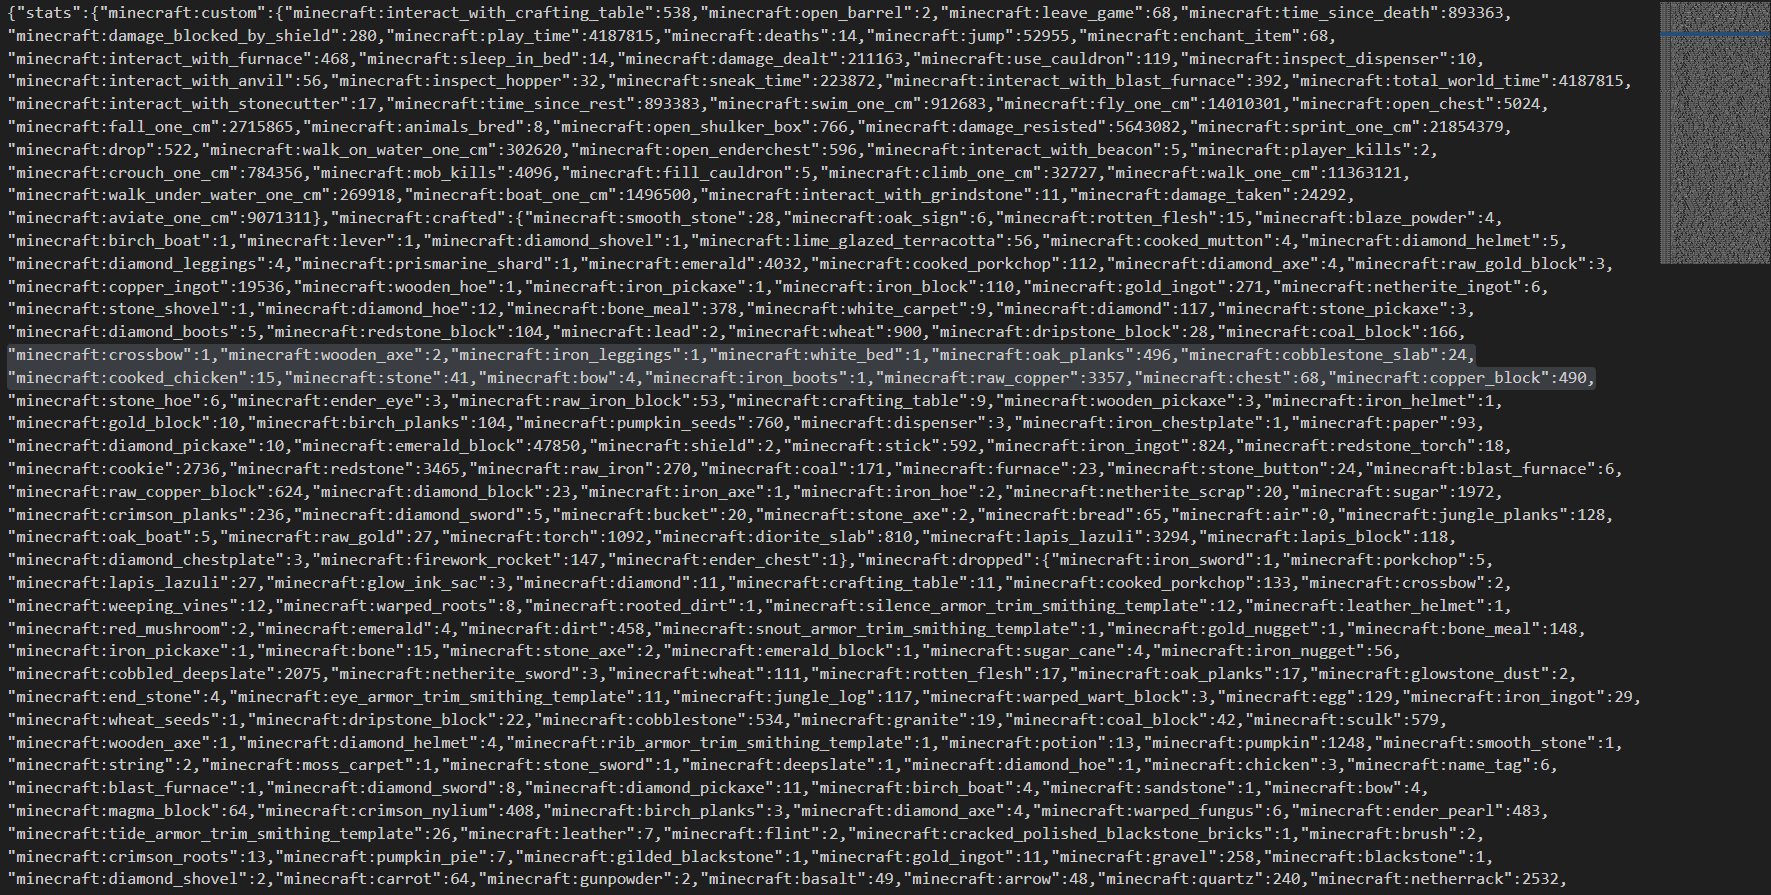 {"stats":{"minecraft:custom":{"minecraft:interact_with_crafting_table":538,"minecraft:open_barrel":2,"minecraft:leave_game":68,"minecraft:time_since_death":893363,
"minecraft:damage_blocked_by_shield":280,"minecraft:play_time":4187815,"minecraft:deaths":14,"minecraft:jump":52955,"minecraft:enchant_item":68,
"minecraft:interact_with_furnace":468,"minecraft:sleep_in_bed":14,"minecraft:damage_dealt":211163,"minecraft:use_cauldron":119,"minecraft:inspect_dispenser":10,
"minecraft:interact_with_anvil":56,"minecraft:inspect_hopper":32,"minecraft:sneak_time":223872,"minecraft:interact_with_blast_furnace":392,"minecraft:total_world_time":4187815,
"minecraft:interact_with_stonecutter":17,"minecraft:time_since_rest":893383,"minecraft:swim_one_cm":912683,"minecraft:fly_one_cm":14010301,"minecraft:open_chest":5024,
"minecraft:fall_one_cm":2715865,"minecraft:animals_bred":8,"minecraft:open_shulker_box":766,"minecraft:damage_resisted":5643082,"minecraft:sprint_one_cm":21854379,
"minecraft:drop":522,"minecraft:walk_on_water_one_cm":302620,"minecraft:open_enderchest":596,"minecraft:interact_with_beacon":5,"minecraft:player_kills":2,
"minecraft:crouch_one_cm":784356,"minecraft:mob_kills":4096,"minecraft:fill_cauldron":5,"minecraft:climb_one_cm":32727,"minecraft:walk_one_cm":11363121,
"minecraft:walk_under_water_one_cm":269918,"minecraft:boat_one_cm":1496500,"minecraft:interact_with_grindstone":11,"minecraft:damage_taken":24292,
"minecraft:aviate_one_cm":9071311},"minecraft:crafted":{"minecraft:smooth_stone":28,"minecraft:oak_sign":6,"minecraft:rotten_flesh":15,"minecraft:blaze_powder":4,
"minecraft:birch_boat":1,"minecraft:lever":1,"minecraft:diamond_shovel":1,"minecraft:lime_glazed_terracotta":56,"minecraft:cooked_mutton":4,"minecraft:diamond_helmet":5,
"minecraft:diamond_leggings":4,"minecraft:prismarine_shard":1,"minecraft:emerald":4032,"minecraft:cooked_porkchop":112,"minecraft:diamond_axe":4,"minecraft:raw_gold_block":3,
"minecraft:copper_ingot":19536,"minecraft:wooden_hoe":1,"minecraft:iron_pickaxe":1,"minecraft:iron_block":110,"minecraft:gold_ingot":271,"minecraft:netherite_ingot":6,
"minecraft:stone_shovel":1,"minecraft:diamond_hoe":12,"minecraft:bone_meal":378,"minecraft:white_carpet":9,"minecraft:diamond":117,"minecraft:stone_pickaxe":3,
"minecraft:diamond_boots":5,"minecraft:redstone_block":104,"minecraft:lead":2,"minecraft:wheat":900,"minecraft:dripstone_block":28,"minecraft:coal_block":166,
"minecraft:crossbow":1,"minecraft:wooden_axe":2,"minecraft:iron_leggings":1,"minecraft:white_bed":1,"minecraft:oak_planks":496,"minecraft:cobblestone_slab":24,
"minecraft:cooked_chicken":15,"minecraft:stone":41,"minecraft:bow":4,"minecraft:iron_boots":1,"minecraft:raw_copper":3357,"minecraft:chest":68,"minecraft:copper_block":490,
"minecraft:stone_hoe":6,"minecraft:ender_eye":3,"minecraft:raw_iron_block":53,"minecraft:crafting_table":9,"minecraft:wooden_pickaxe":3,"minecraft:iron_helmet":1,
"minecraft:gold_block":10,"minecraft:birch_planks":104,"minecraft:pumpkin_seeds":760,"minecraft:dispenser":3,"minecraft:iron_chestplate":1,"minecraft:paper":93,
"minecraft:diamond_pickaxe":10,"minecraft:emerald_block":47850,"minecraft:shield":2,"minecraft:stick":592,"minecraft:iron_ingot":824,"minecraft:redstone_torch":18,
"minecraft:cookie":2736,"minecraft:redstone":3465,"minecraft:raw_iron":270,"minecraft:coal":171,"minecraft:furnace":23,"minecraft:stone_button":24,"minecraft:blast_furnace":6,
"minecraft:raw_copper_block":624,"minecraft:diamond_block":23,"minecraft:iron_axe":1,"minecraft:iron_hoe":2,"minecraft:netherite_scrap":20,"minecraft:sugar":1972,
"minecraft:crimson_planks":236,"minecraft:diamond_sword":5,"minecraft:bucket":20,"minecraft:stone_axe":2,"minecraft:bread":65,"minecraft:air":0,"minecraft:jungle_planks":128,
"minecraft:oak_boat":5,"minecraft:raw_gold":27,"minecraft:torch":1092,"minecraft:diorite_slab":810,"minecraft:lapis_lazuli":3294,"minecraft:lapis_block":118,
"minecraft:diamond_chestplate":3,"minecraft:firework_rocket":147,"minecraft:ender_chest":1},"minecraft:dropped":{"minecraft:iron_sword":1,"minecraft:porkchop":5,
"minecraft:lapis_lazuli":27,"minecraft:glow_ink_sac":3,"minecraft:diamond":11,"minecraft:crafting_table":11,"minecraft:cooked_porkchop":133,"minecraft:crossbow":2,
"minecraft:weeping_vines":12,"minecraft:warped_roots":8,"minecraft:rooted_dirt":1,"minecraft:silence_armor_trim_smithing_template":12,"minecraft:leather_helmet":1,
"minecraft:red_mushroom":2,"minecraft:emerald":4,"minecraft:dirt":458,"minecraft:snout_armor_trim_smithing_template":1,"minecraft:gold_nugget":1,"minecraft:bone_meal":148,
"minecraft:iron_pickaxe":1,"minecraft:bone":15,"minecraft:stone_axe":2,"minecraft:emerald_block":1,"minecraft:sugar_cane":4,"minecraft:iron_nugget":56,
"minecraft:cobbled_deepslate":2075,"minecraft:netherite_sword":3,"minecraft:wheat":111,"minecraft:rotten_flesh":17,"minecraft:oak_planks":17,"minecraft:glowstone_dust":2,
"minecraft:end_stone":4,"minecraft:eye_armor_trim_smithing_template":11,"minecraft:jungle_log":117,"minecraft:warped_wart_block":3,"minecraft:egg":129,"minecraft:iron_ingot":29,
"minecraft:wheat_seeds":1,"minecraft:dripstone_block":22,"minecraft:cobblestone":534,"minecraft:granite":19,"minecraft:coal_block":42,"minecraft:sculk":579,
"minecraft:wooden_axe":1,"minecraft:diamond_helmet":4,"minecraft:rib_armor_trim_smithing_template":1,"minecraft:potion":13,"minecraft:pumpkin":1248,"minecraft:smooth_stone":1,
"minecraft:string":2,"minecraft:moss_carpet":1,"minecraft:stone_sword":1,"minecraft:deepslate":1,"minecraft:diamond_hoe":1,"minecraft:chicken":3,"minecraft:name_tag":6,
"minecraft:blast_furnace":1,"minecraft:diamond_sword":8,"minecraft:diamond_pickaxe":11,"minecraft:birch_boat":4,"minecraft:sandstone":1,"minecraft:bow":4,
"minecraft:magma_block":64,"minecraft:crimson_nylium":408,"minecraft:birch_planks":3,"minecraft:diamond_axe":4,"minecraft:warped_fungus":6,"minecraft:ender_pearl":483,
"minecraft:tide_armor_trim_smithing_template":26,"minecraft:leather":7,"minecraft:flint":2,"minecraft:cracked_polished_blackstone_bricks":1,"minecraft:brush":2,
"minecraft:crimson_roots":13,"minecraft:pumpkin_pie":7,"minecraft:gilded_blackstone":1,"minecraft:gold_ingot":11,"minecraft:gravel":258,"minecraft:blackstone":1,
"minecraft:diamond_shovel":2,"minecraft:carrot":64,"minecraft:gunpowder":2,"minecraft:basalt":49,"minecraft:arrow":48,"minecraft:quartz":240,"minecraft:netherrack":2532,